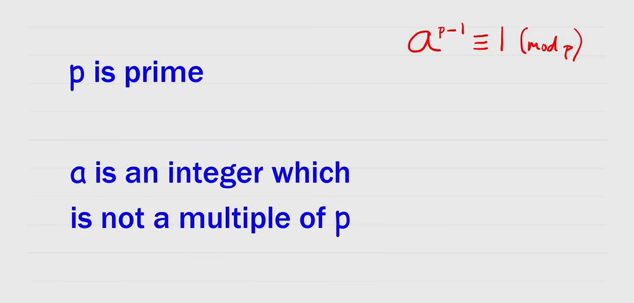 a^{p-1} ≡ 1 (mod p)
p is prime
a is an integer which
is not a multiple of p